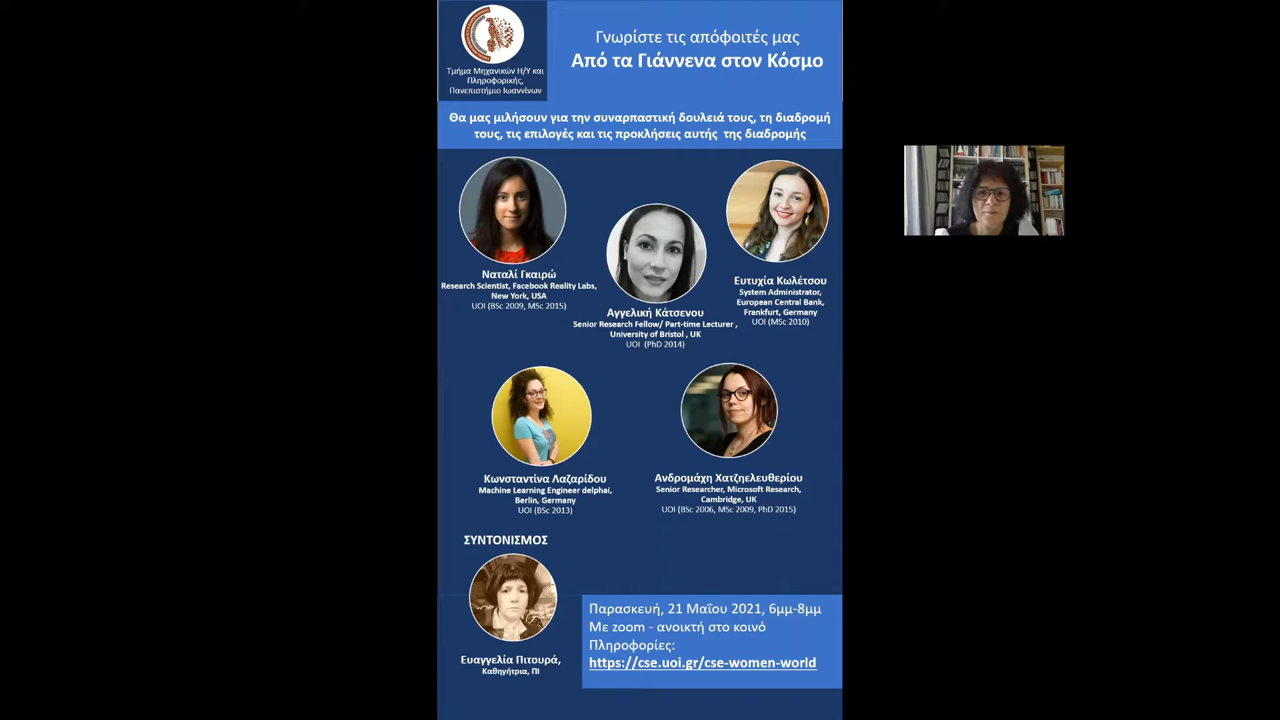 Τμήμα Μηχανικών Η/Υ και
Πληροφορικής,
Πανεπιστήμιο Ιωαννίνων
Γνωρίστε τις απόφοιτές μας
Από τα Γιάννενα στον Κόσμο
Θα μας μιλήσουν για την συναρπαστική δουλειά τους, τη διαδρομή
τους, τις επιλογές και τις προκλήσεις αυτής της διαδρομής
Ναταλί Γκαιρώ
Research Scientist, Facebook Reality Labs,
New York, USA
UOI (BSc 2009, MSc 2015)
Αγγελική Κάτσενου
Senior Research Fellow/ Part-time Lecturer ,
University of Bristol , UK
UOI (PhD 2014)
Ευτυχία Κωλέτσου
System Administrator,
European Central Bank,
Frankfurt, Germany
UOI (MSc 2010)
Κωνσταντίνα Λαζαρίδου
Machine Learning Engineer delphai,
Berlin, Germany
UOI (BSc 2013)
Ανδρομάχη Χατζηελευθερίου
Senior Researcher, Microsoft Research,
Cambridge, UK
UOI (BSc 2006, MSc 2009, PhD 2015)
ΣΥΝΤΟΝΙΣΜΟΣ
Ευαγγελία Πιτουρά,
Καθηγήτρια, ΠΙ
Παρασκευή, 21 Μαΐου 2021, 6μμ-8μμ
Με zoom - ανοικτή στο κοινό
Πληροφορίες:
https://cse.uoi.gr/cse-women-world